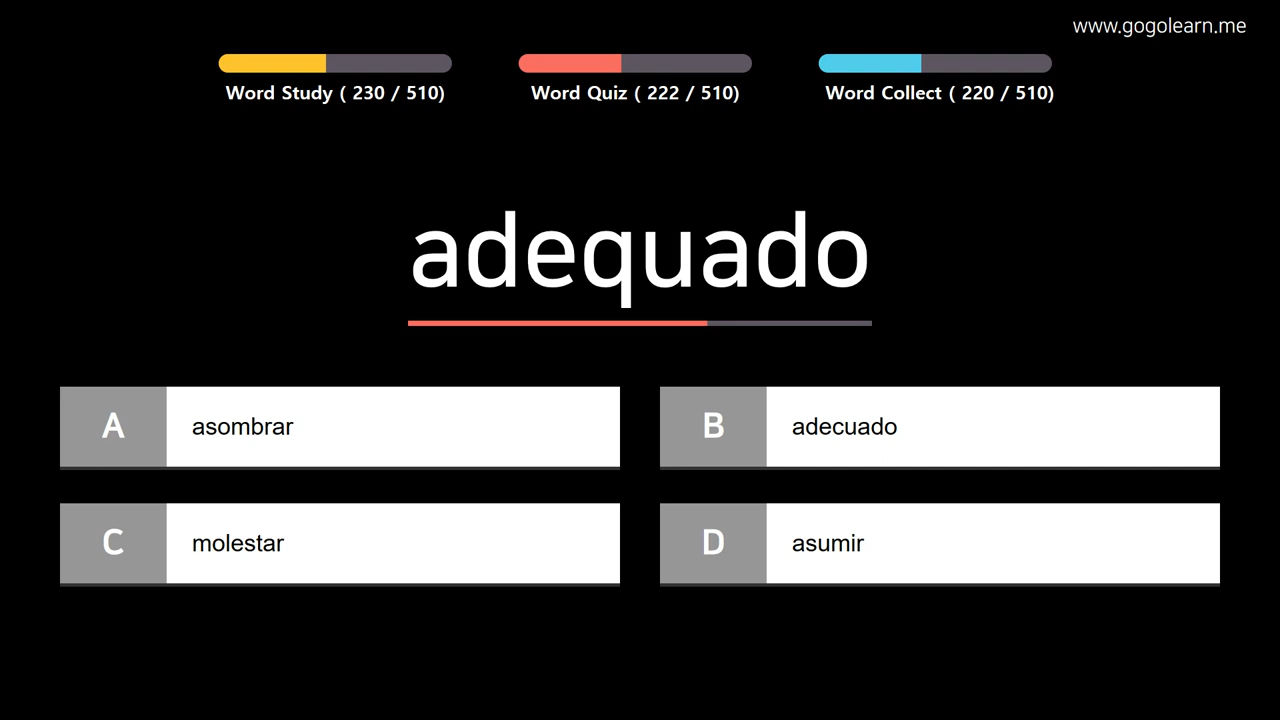 www.gogolearn.me
Word Study ( 230 / 510)
Word Quiz ( 222 / 510)
Word Collect ( 220 / 510)
adequado
A
asombrar
B
adecuado
C
molestar
D
asumir